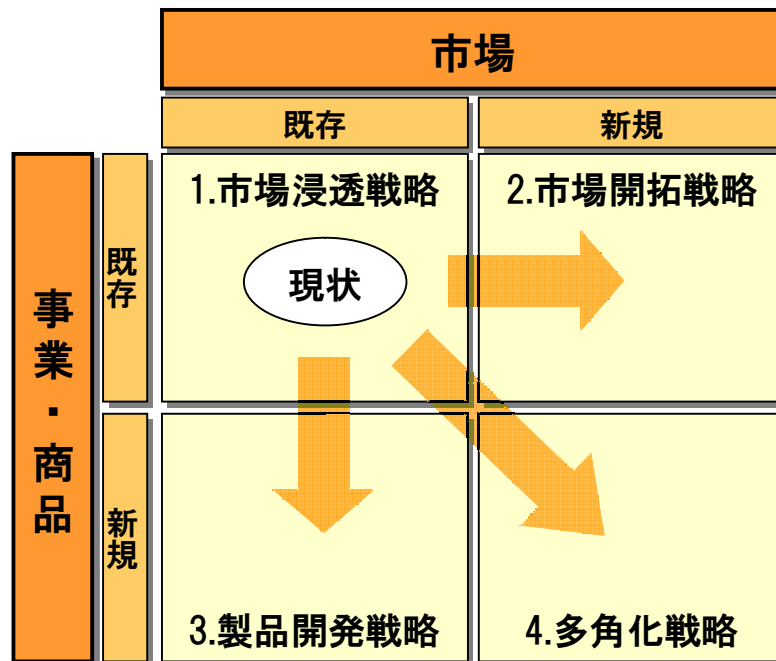 市場
既存
新規
事業・商品
既存
1.市場浸透戦略
2.市場開拓戦略
現状
新規
3.製品開発戦略
4.多角化戦略